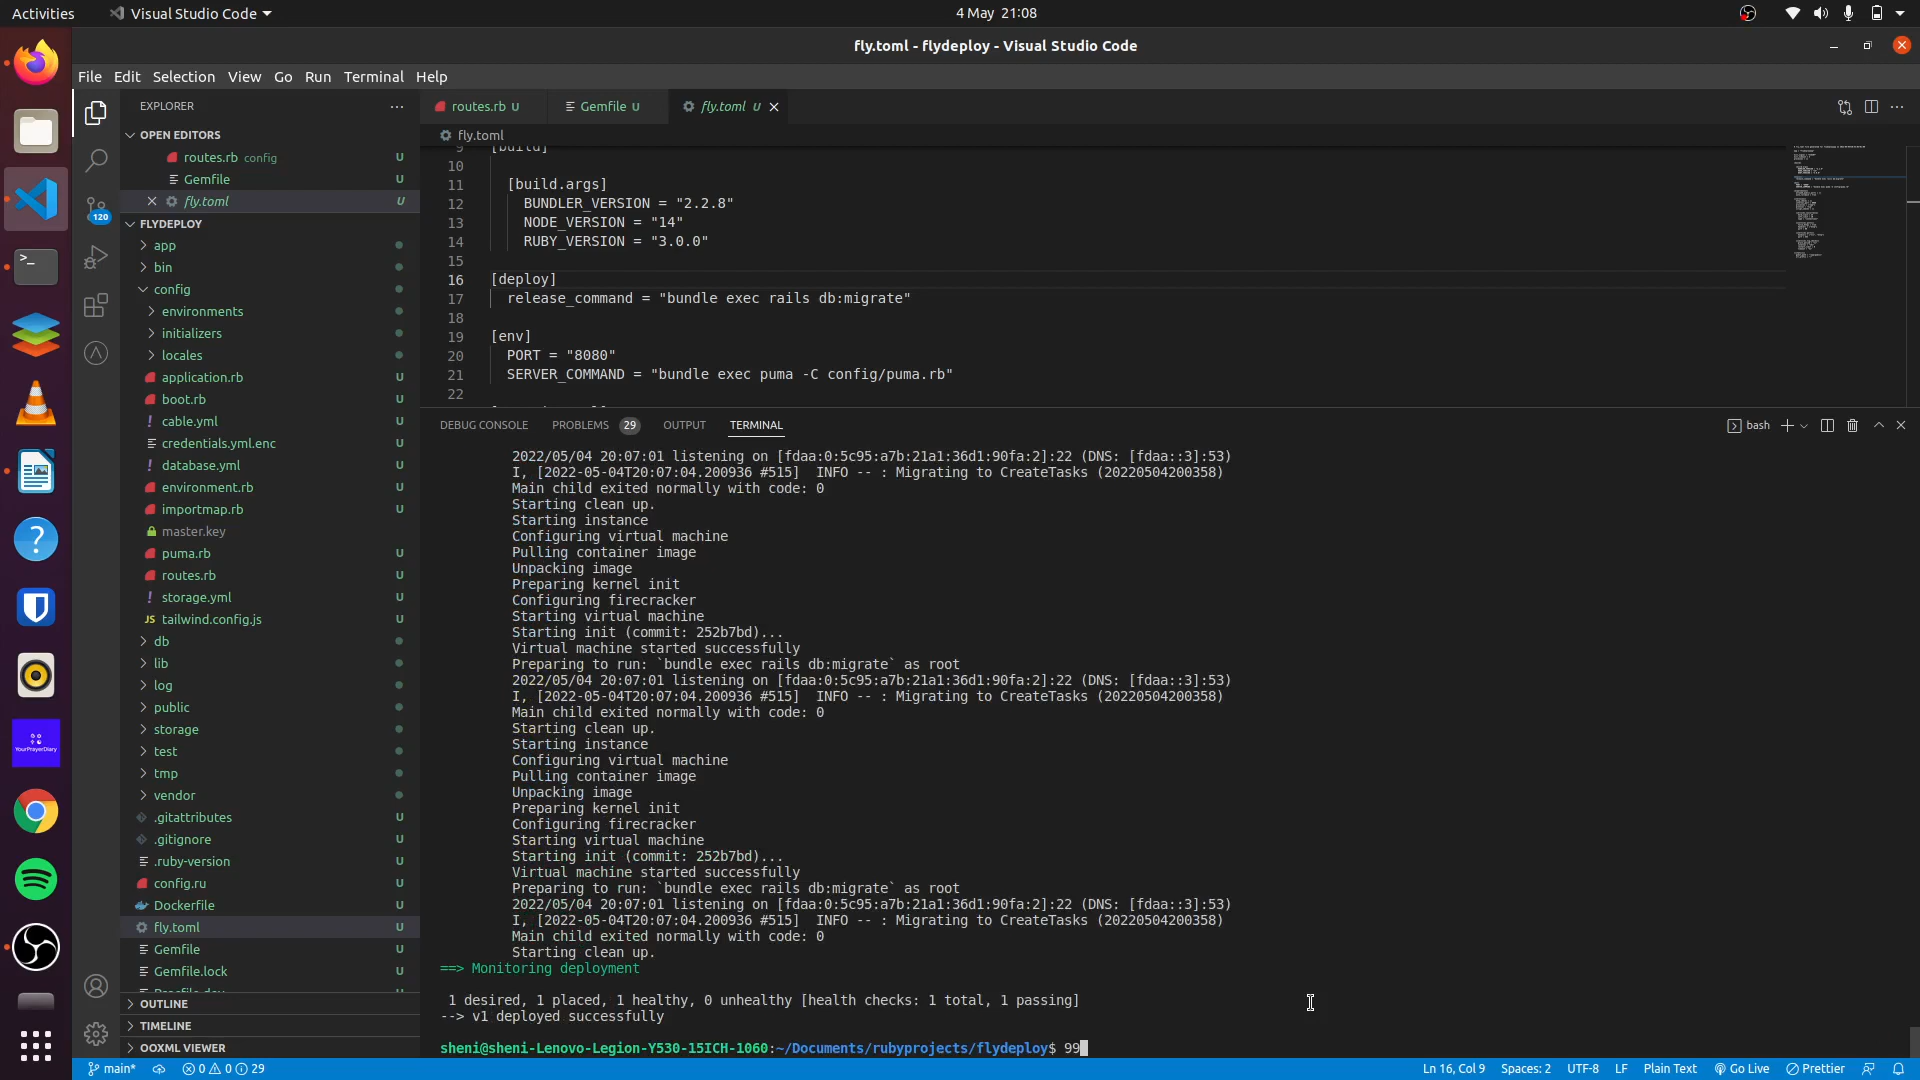 Activities
Visual Studio Code
4 May 21:08
fly.toml - flydeploy - Visual Studio Code
File Edit Selection View Go Run Terminal Help
EXPLORER
OPEN EDITORS
routes.rb config U
Gemfile U
fly.toml U
FLYDEPLOY
app
bin
config
environments
initializers
locales
application.rb U
boot.rb U
cable.yml U
credentials.yml.enc U
database.yml U
environment.rb U
importmap.rb U
master.key
puma.rb U
routes.rb U
storage.yml U
tailwind.config.js U
db
lib
log
public
storage
test
tmp
vendor
.gitattributes U
.gitignore U
.ruby-version U
config.ru U
Dockerfile U
fly.toml U
Gemfile U
Gemfile.lock U
OUTLINE
TIMELINE
OOXML VIEWER
120
YourPrayerDiary
routes.rb U
Gemfile U
fly.toml U
fly.toml
9 [build]
10
11 [build.args]
12 BUNDLER_VERSION = "2.2.8"
13 NODE_VERSION = "14"
14 RUBY_VERSION = "3.0.0"
15
16 [deploy]
17 release_command = "bundle exec rails db:migrate"
18
19 [env]
20 PORT = "8080"
21 SERVER_COMMAND = "bundle exec puma -C config/puma.rb"
22
DEBUG CONSOLE PROBLEMS 29 OUTPUT TERMINAL
bash
2022/05/04 20:07:01 listening on [fdaa:0:5c95:a7b:21a1:36d1:90fa:2]:22 (DNS: [fdaa::3]:53)
I, [2022-05-04T20:07:04.200936 #515]  INFO -- : Migrating to CreateTasks (20220504200358)
Main child exited normally with code: 0
Starting clean up.
Starting instance
Configuring virtual machine
Pulling container image
Unpacking image
Preparing kernel init
Configuring firecracker
Starting virtual machine
Starting init (commit: 252b7bd)...
Virtual machine started successfully
Preparing to run: `bundle exec rails db:migrate` as root
2022/05/04 20:07:01 listening on [fdaa:0:5c95:a7b:21a1:36d1:90fa:2]:22 (DNS: [fdaa::3]:53)
I, [2022-05-04T20:07:04.200936 #515]  INFO -- : Migrating to CreateTasks (20220504200358)
Main child exited normally with code: 0
Starting clean up.
Starting instance
Configuring virtual machine
Pulling container image
Unpacking image
Preparing kernel init
Configuring firecracker
Starting virtual machine
Starting init (commit: 252b7bd)...
Virtual machine started successfully
Preparing to run: `bundle exec rails db:migrate` as root
2022/05/04 20:07:01 listening on [fdaa:0:5c95:a7b:21a1:36d1:90fa:2]:22 (DNS: [fdaa::3]:53)
I, [2022-05-04T20:07:04.200936 #515]  INFO -- : Migrating to CreateTasks (20220504200358)
Main child exited normally with code: 0
Starting clean up.
==> Monitoring deployment
1 desired, 1 placed, 1 healthy, 0 unhealthy [health checks: 1 total, 1 passing]
--> v1 deployed successfully
sheni@sheni-Lenovo-Legion-Y530-15ICH-1060:~/Documents/rubyprojects/flydeploy$ 99
main* 0 0 29
Ln 16, Col 9 Spaces: 2 UTF-8 LF Plain Text Go Live Prettier